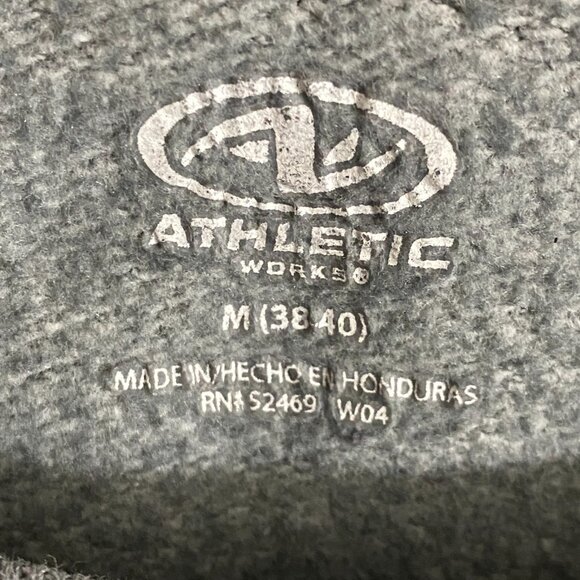 ATHLETIC
WORKS®
M (38-40)
MADE IN/HECHO EN HONDURAS
RN# 52469 W04